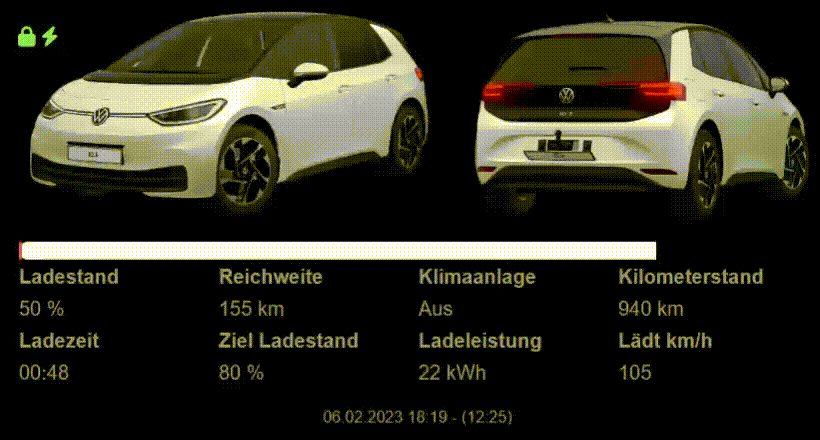 Ladestand Reichweite Klimaanlage Kilometerstand
50 % 155 km Aus 940 km
Ladezeit Ziel Ladestand Ladeleistung Lädt km/h
00:48 80 % 22 kWh 105
06.02.2023 18:19 - (12:25)